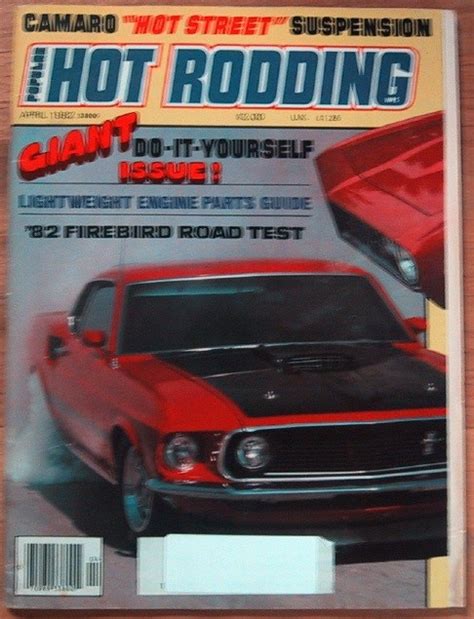 CAMARO "HOT STREET" SUSPENSION
POPULAR
HOT RODDING
APRIL 1982
GIANT DO-IT-YOURSELF
ISSUE!
LIGHTWEIGHT ENGINE PARTS GUIDE
'82 FIREBIRD ROAD TEST